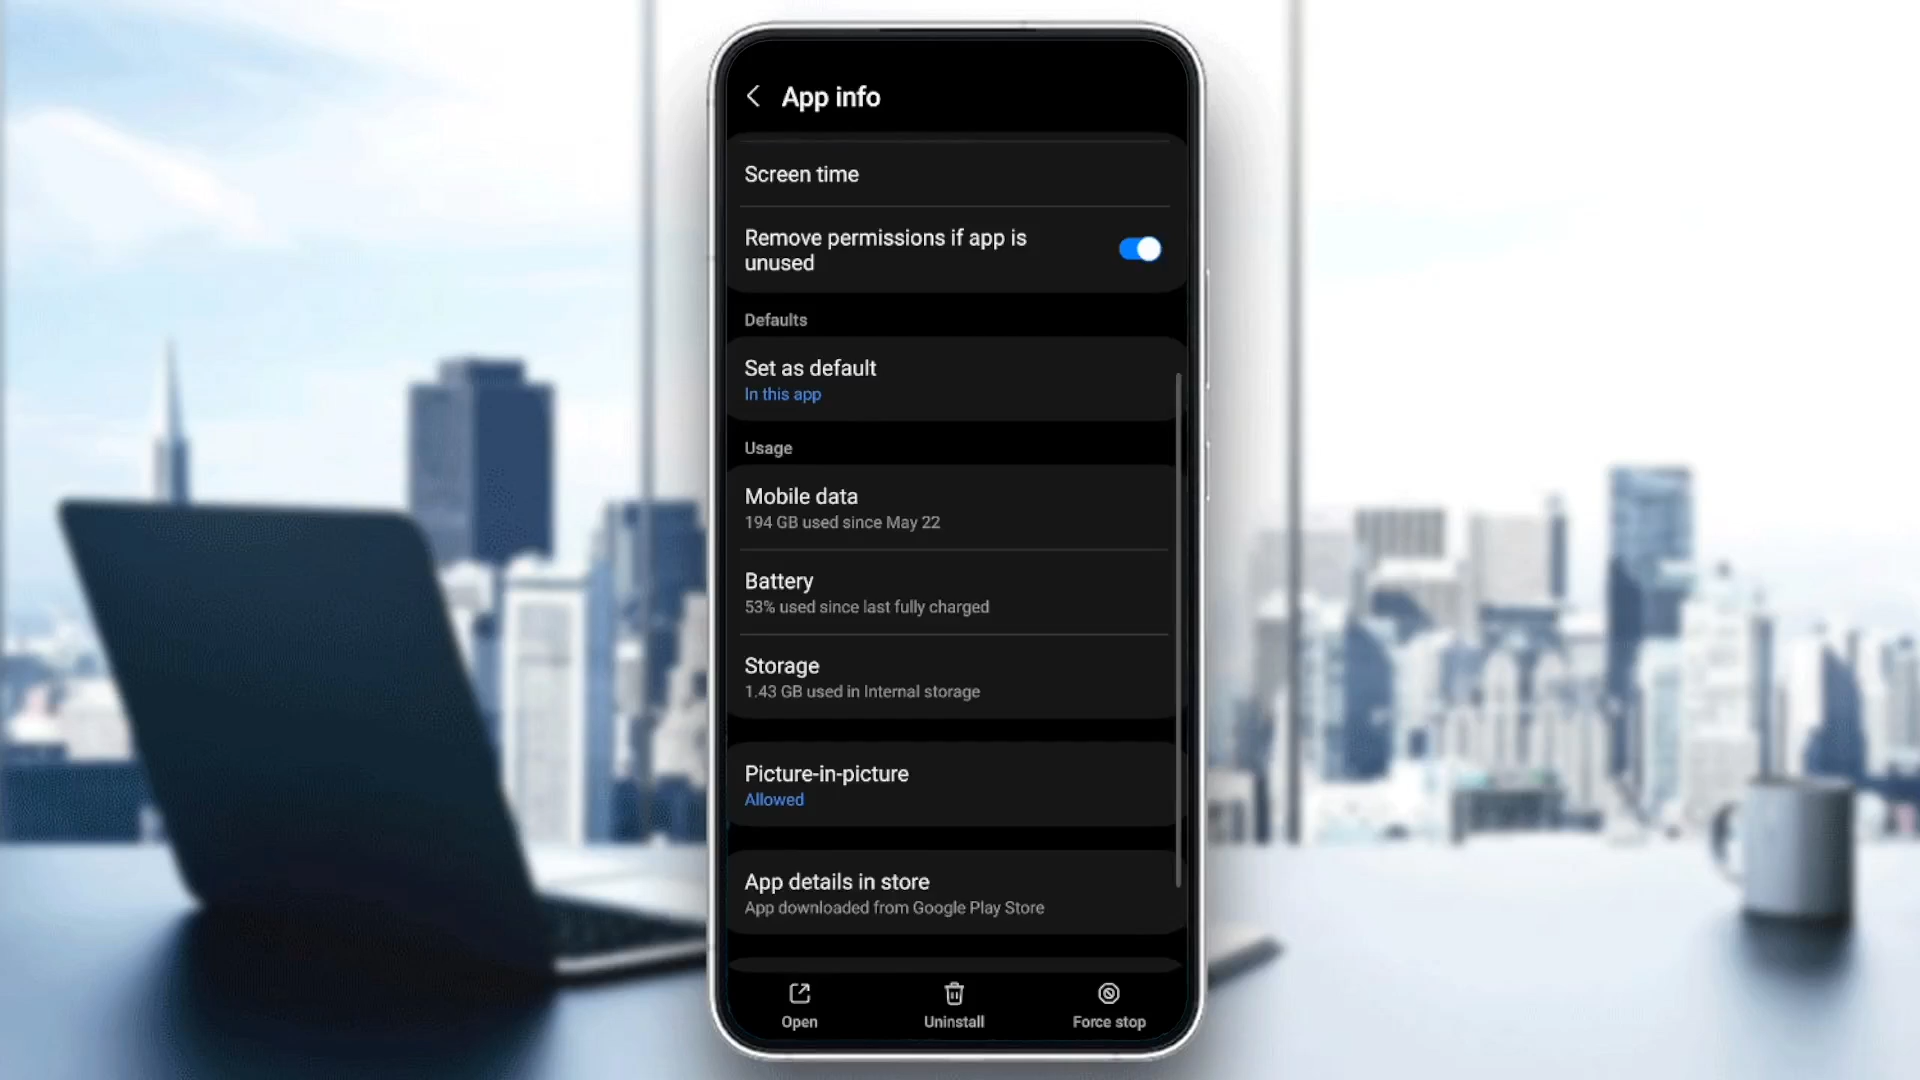 App info
Screen time
Remove permissions if app is
unused
Defaults
Set as default
In this app
Usage
Mobile data
194 GB used since May 22
Battery
53% used since last fully charged
Storage
1.43 GB used in Internal storage
Picture-in-picture
Allowed
App details in store
App downloaded from Google Play Store
Open
Uninstall
Force stop